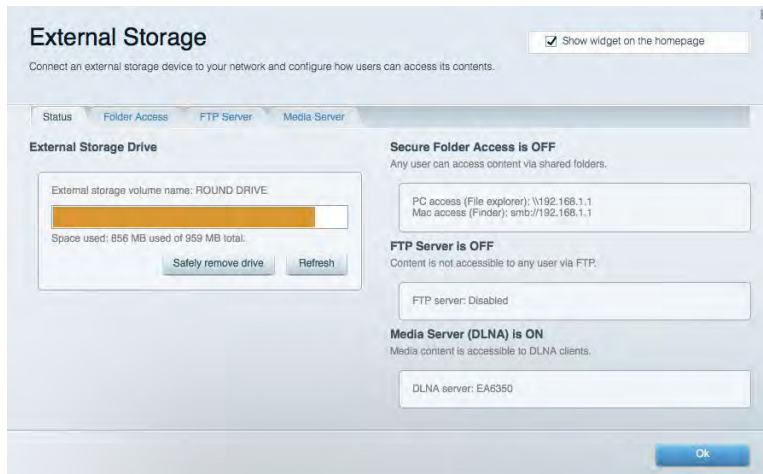 External Storage
Show widget on the homepage
Connect an external storage device to your network and configure how users can access its contents.
Status
Folder Access
FTP Server
Media Server
External Storage Drive
External storage volume name: ROUND DRIVE
Space used: 856 MB used of 959 MB total.
Safely remove drive
Refresh
Secure Folder Access is OFF
Any user can access content via shared folders.
PC access (File explorer): \\192.168.1.1
Mac access (Finder): smb://192.168.1.1
FTP Server is OFF
Content is not accessible to any user via FTP.
FTP server: Disabled
Media Server (DLNA) is ON
Media content is accessible to DLNA clients.
DLNA server: EA6350
Ok